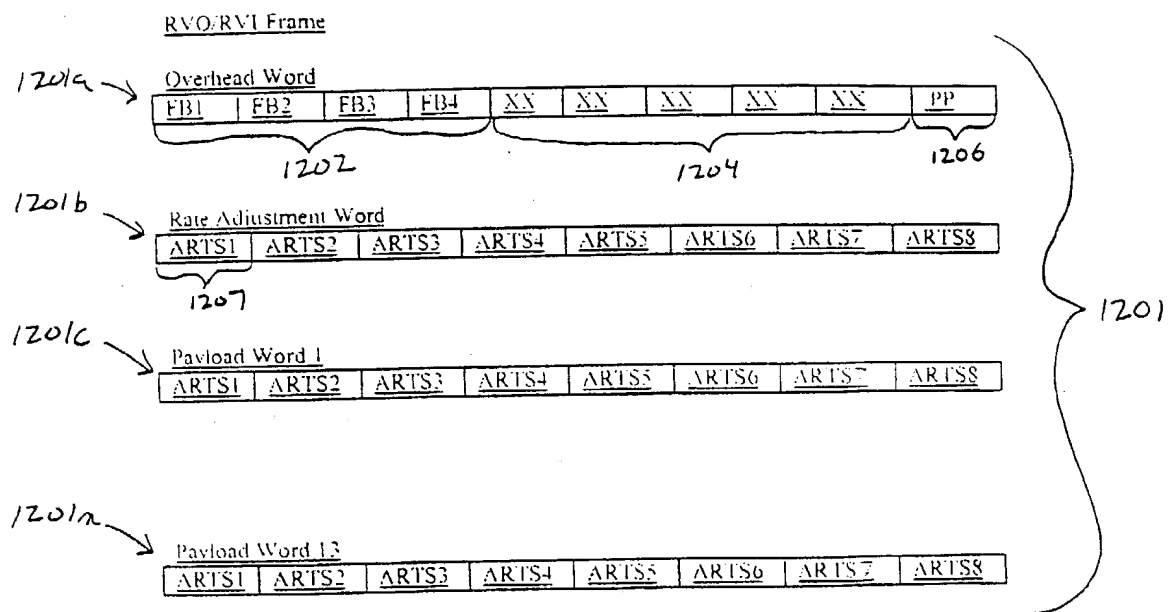 RVO/RVI Frame
1201a
Overhead Word
FB1 FB2 FB3 FB4 XX XX XX XX XX PP
1202 1204 1206
1201b
Rate Adjustment Word
ARTS1 ARTS2 ARTS3 ARTS4 ARTS5 ARTS6 ARTS7 ARTS8
1207
1201
1201c
Payload Word 1
ARTS1 ARTS2 ARTS3 ARTS4 ARTS5 ARTS6 ARTS7 ARTS8
1201n
Payload Word 13
ARTS1 ARTS2 ARTS3 ARTS4 ARTS5 ARTS6 ARTS7 ARTS8